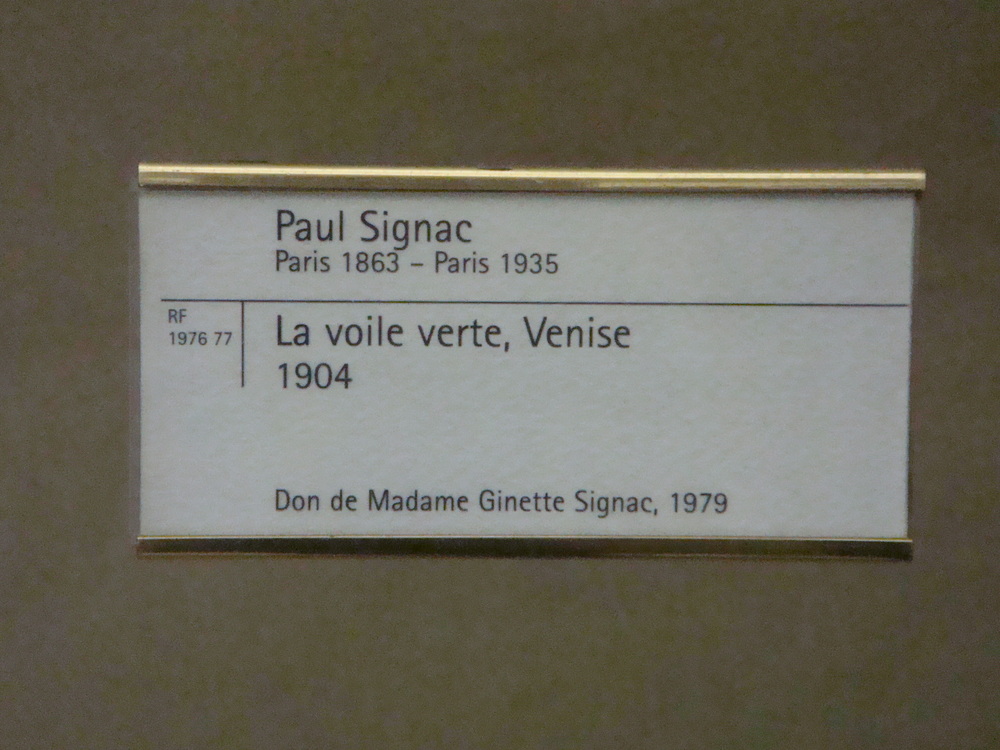 Paul Signac
Paris 1863 – Paris 1935
RF
1976 77
La voile verte, Venise
1904
Don de Madame Ginette Signac, 1979